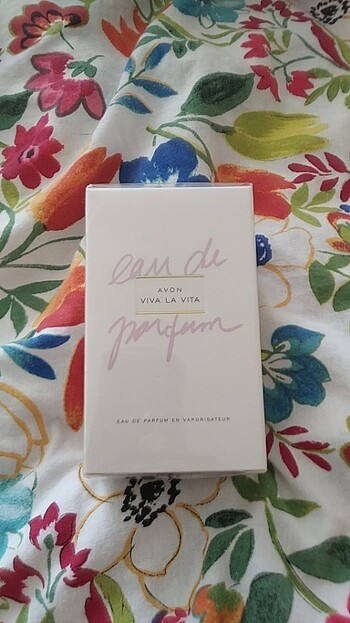 eau de
AVON
VIVA LA VITA
parfum
EAU DE PARFUM EN VAPORISATEUR